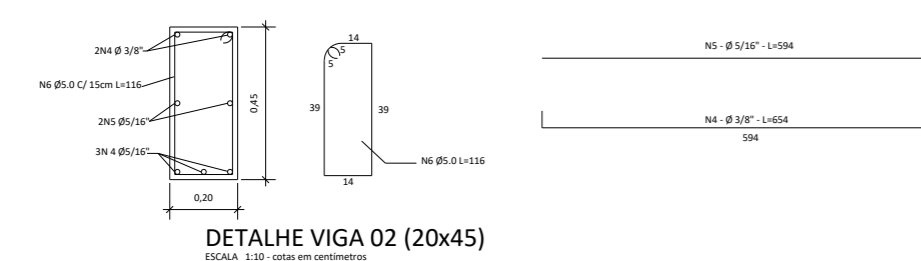 2N4 Ø 3/8"
N6 Ø5.0 C/ 15cm L=116
2N5 Ø5/16"
3N 4 Ø5/16"
0,45
0,20
14
5
5
39
39
14
N6 Ø5.0 L=116
N5 - Ø 5/16" - L=594
N4 - Ø 3/8" - L=654
594
DETALHE VIGA 02 (20x45)
ESCALA 1:10 - cotas em centímetros